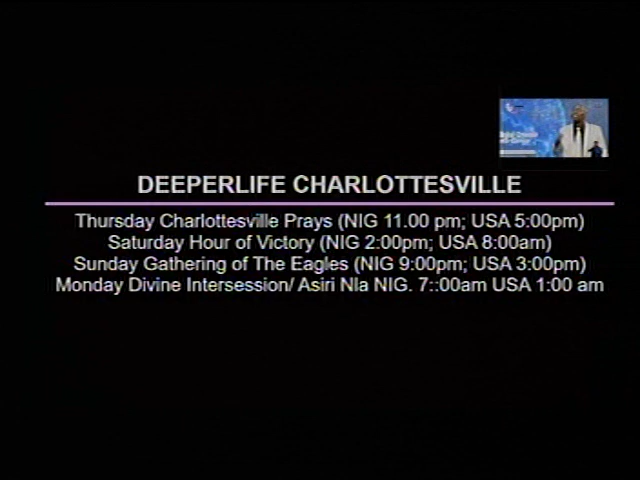 DEEPERLIFE CHARLOTTESVILLE
Thursday Charlottesville Prays (NIG 11.00 pm; USA 5:00pm)
Saturday Hour of Victory (NIG 2:00pm; USA 8:00am)
Sunday Gathering of The Eagles (NIG 9:00pm; USA 3:00pm)
Monday Divine Intersession/ Asiri Nla NIG. 7::00am USA 1:00 am